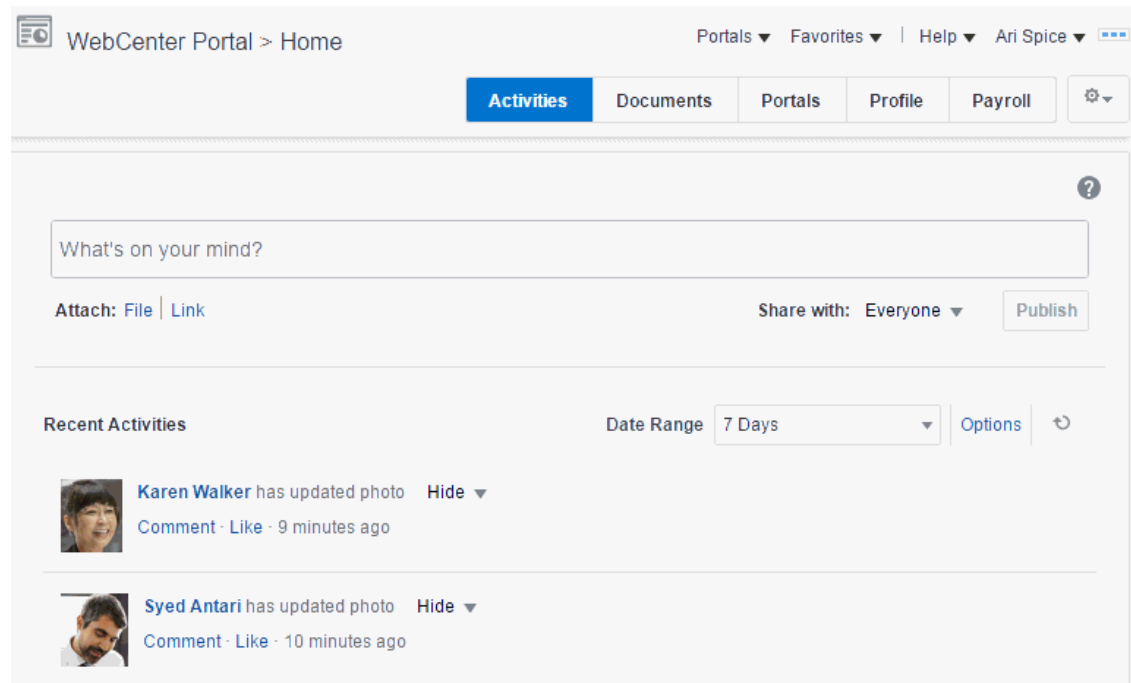 WebCenter Portal > Home
Portals ▼ Favorites ▼ | Help ▼ Ari Spice ▼
Activities Documents Portals Profile Payroll
What's on your mind?
Attach: File | Link Share with: Everyone ▼ Publish
Recent Activities Date Range 7 Days ▼ Options
Karen Walker has updated photo Hide ▼
Comment · Like · 9 minutes ago
Syed Antari has updated photo Hide ▼
Comment · Like · 10 minutes ago